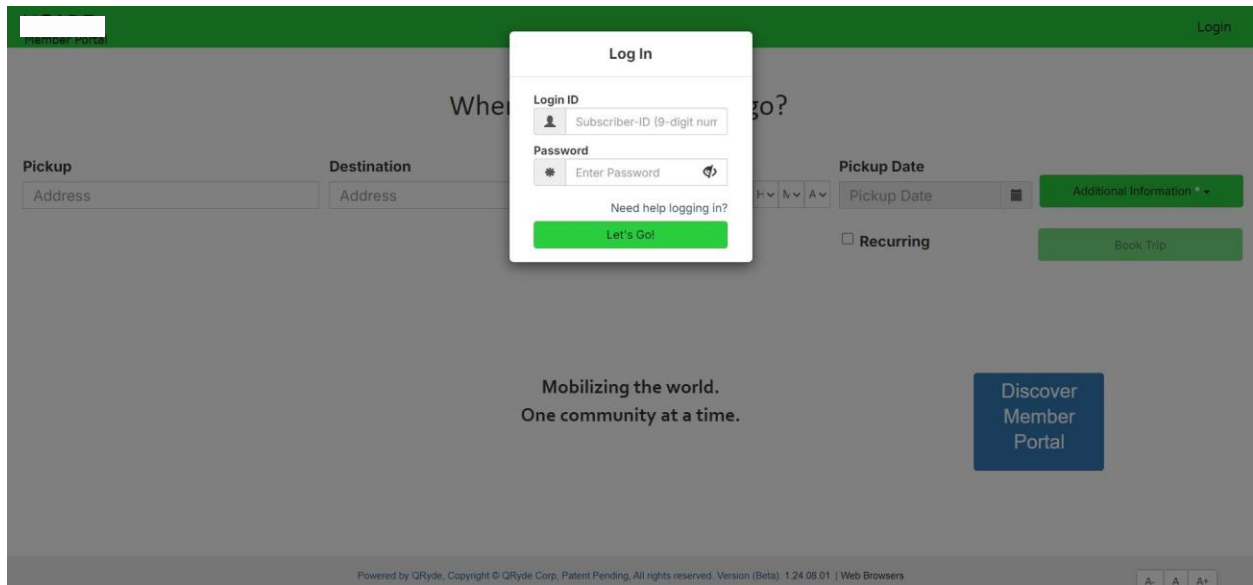 Member Portal
Login
Log In
Wher
go?
Login ID
Subscriber-ID (9-digit num
Password
Enter Password
Need help logging in?
Let's Go!
Pickup
Address
Destination
Address
H
M
A
Pickup Date
Pickup Date
Additional Information *
Recurring
Book Trip
Mobilizing the world.
One community at a time.
Discover
Member
Portal
Powered by QRyde, Copyright © QRyde Corp, Patent Pending, All rights reserved. Version (Beta): 1.24.08.01 | Web Browsers
A- A A+